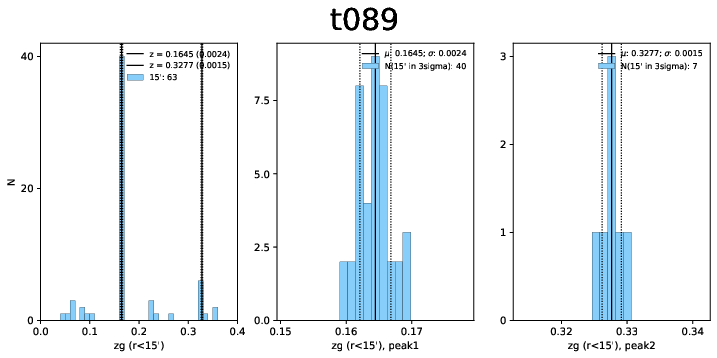 t089
z = 0.1645 (0.0024)
z = 0.3277 (0.0015)
15': 63
N
40
20
0
0.0 0.1 0.2 0.3 0.4
zg (r<15')
μ: 0.1645; σ: 0.0024
N(15' in 3sigma): 40
7.5
5.0
2.5
0.0
0.15 0.16 0.17
zg (r<15'), peak1
μ: 0.3277; σ: 0.0015
N(15' in 3sigma): 7
3
2
1
0
0.32 0.33 0.34
zg (r<15'), peak2